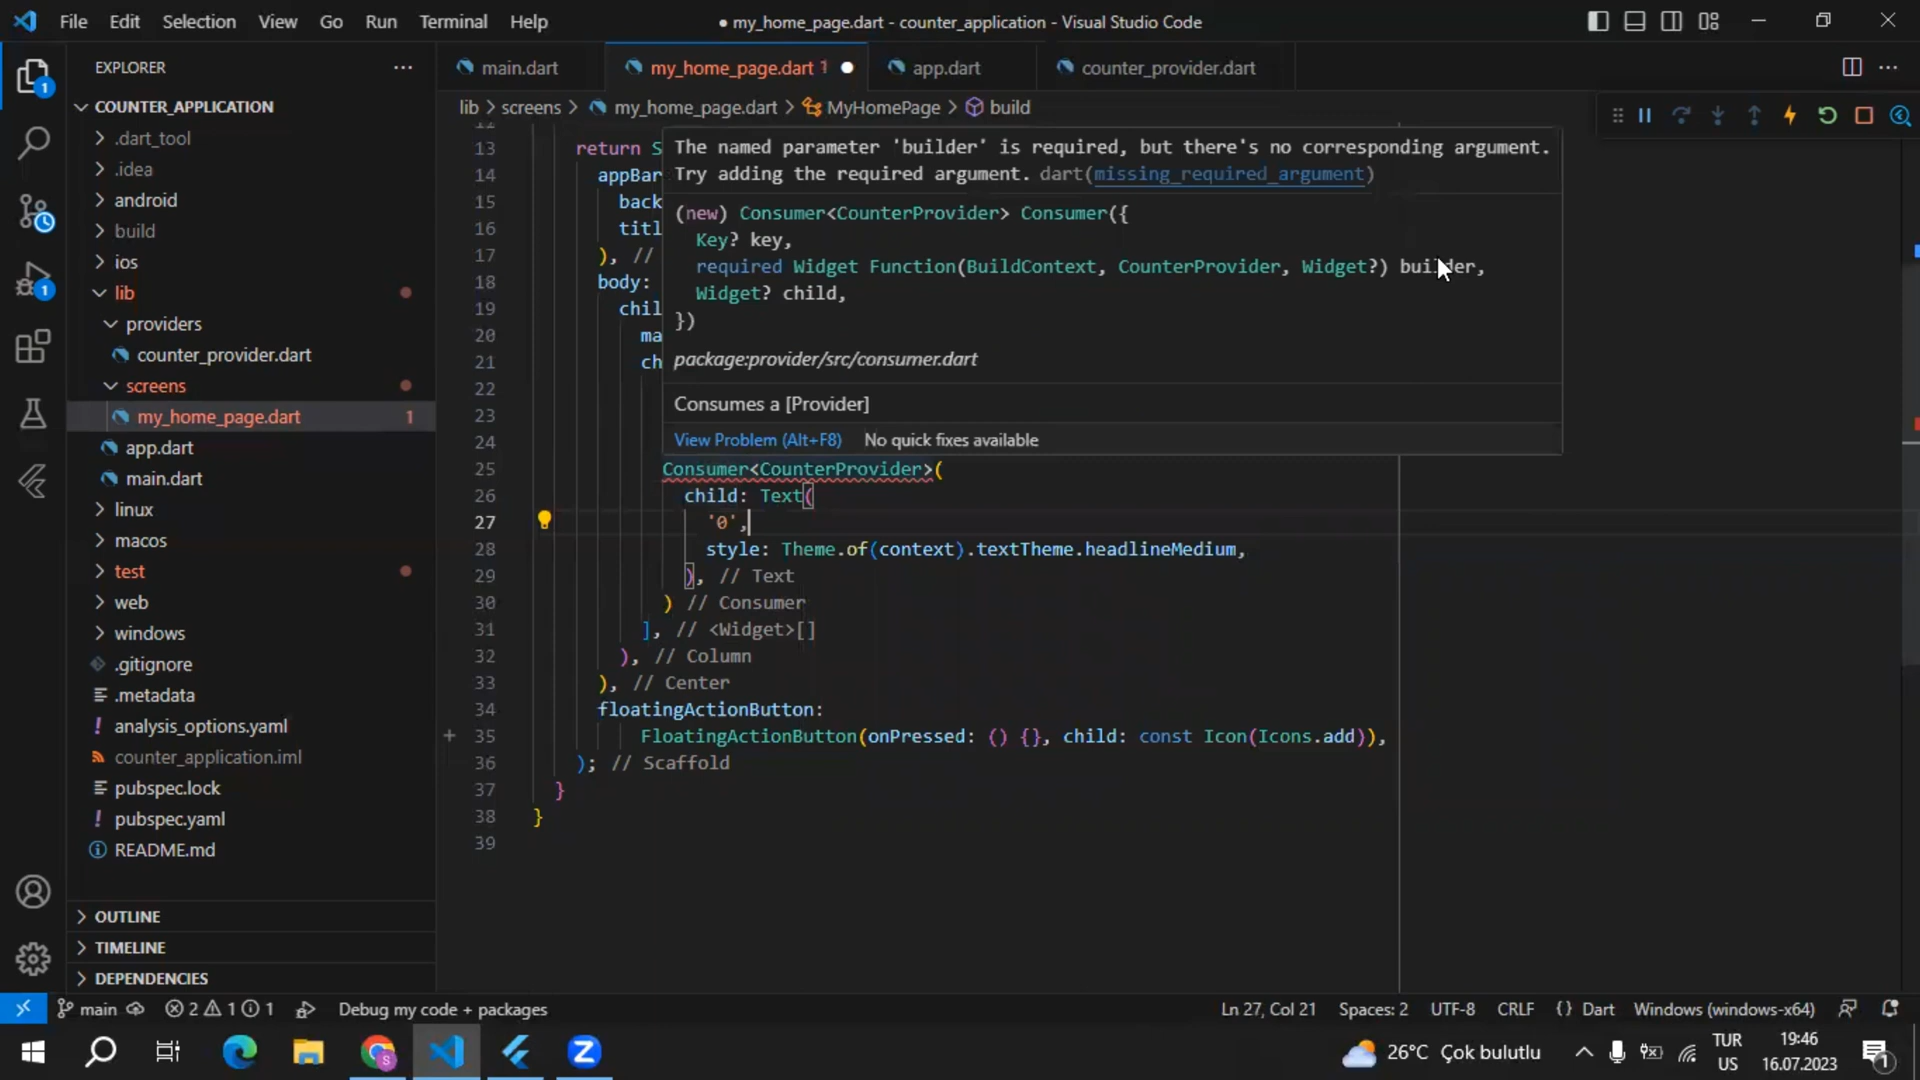 File Edit Selection View Go Run Terminal Help
● my_home_page.dart - counter_application - Visual Studio Code
EXPLORER
main.dart
my_home_page.dart 1
app.dart
counter_provider.dart
COUNTER_APPLICATION
lib > screens > my_home_page.dart > MyHomePage > build
.dart_tool
.idea
android
build
ios
lib
providers
counter_provider.dart
screens
my_home_page.dart 1
app.dart
main.dart
linux
macos
test
web
windows
.gitignore
.metadata
analysis_options.yaml
counter_application.iml
pubspec.lock
pubspec.yaml
README.md
OUTLINE
TIMELINE
DEPENDENCIES
1
1
The named parameter 'builder' is required, but there's no corresponding argument.
Try adding the required argument. dart(missing_required_argument)
(new) Consumer<CounterProvider> Consumer({
Key? key,
required Widget Function(BuildContext, CounterProvider, Widget?) builder,
Widget? child,
})
package:provider/src/consumer.dart
Consumes a [Provider]
View Problem (Alt+F8) No quick fixes available
13 return S
14 appBar
15 back
16 titl
17 ), //
18 body:
19 chil
20 ma
21 ch
22
23
24
25 Consumer<CounterProvider>(
26 child: Text(
27 '0',
28 style: Theme.of(context).textTheme.headlineMedium,
29 ), // Text
30 ) // Consumer
31 ], // <Widget>[]
32 ), // Column
33 ), // Center
34 floatingActionButton:
35 FloatingActionButton(onPressed: () {}, child: const Icon(Icons.add)),
36 ); // Scaffold
37 }
38 }
39
main 2 1 1 Debug my code + packages
Ln 27, Col 21 Spaces: 2 UTF-8 CRLF {} Dart Windows (windows-x64)
26°C Çok bulutlu
TUR
US
19:46
16.07.2023
1